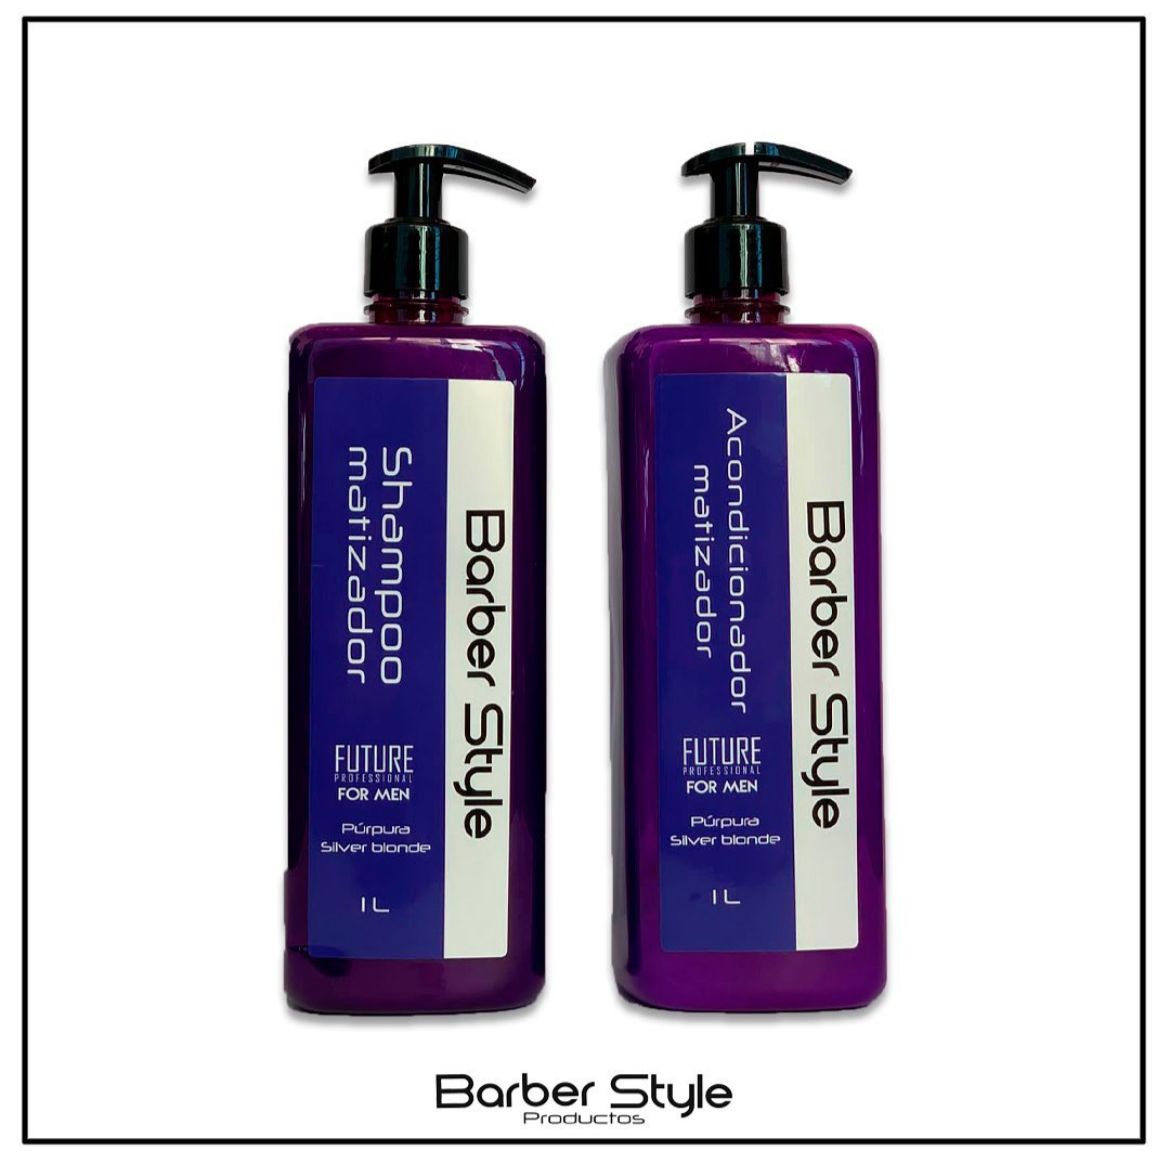 Shampoo
matizador
FUTURE
PROFESSIONAL
FOR MEN
Púrpura
Silver blonde
1L
Barber Style
Acondicionador
matizador
FUTURE
PROFESSIONAL
FOR MEN
Púrpura
Silver blonde
1L
Barber Style
Barber Style
Productos